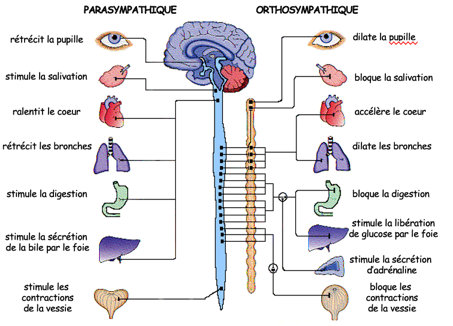 PARASYMPATHIQUE
ORTHOSYMPATHIQUE
rétrécit la pupille
dilate la pupille
stimule la salivation
bloque la salivation
ralentit le coeur
accélère le coeur
rétrécit les bronches
dilate les bronches
stimule la digestion
bloque la digestion
stimule la sécrétion
de la bile par le foie
stimule la libération
de glucose par le foie
stimule la sécrétion
d'adrénaline
stimule les
contractions
de la vessie
bloque les
contractions
de la vessie